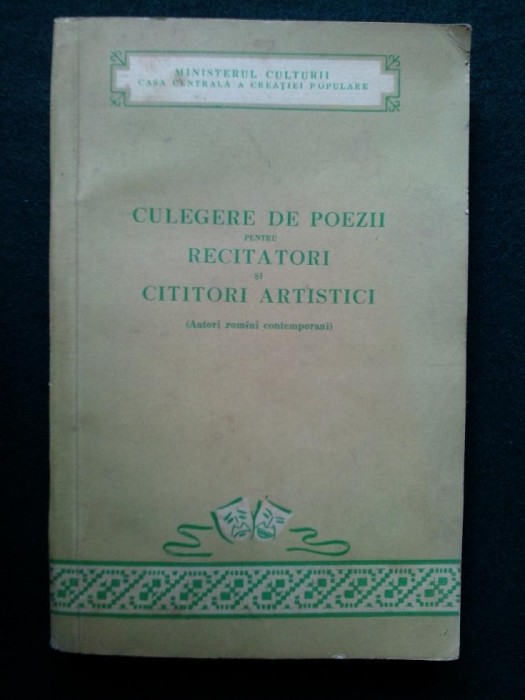 MINISTERUL CULTURII
CASA CENTRALĂ A CREAȚIEI POPULARE
CULEGERE DE POEZII
PENTRU
RECITATORI
ȘI
CITITORI ARTISTICI
(Autori romîni contemporani)